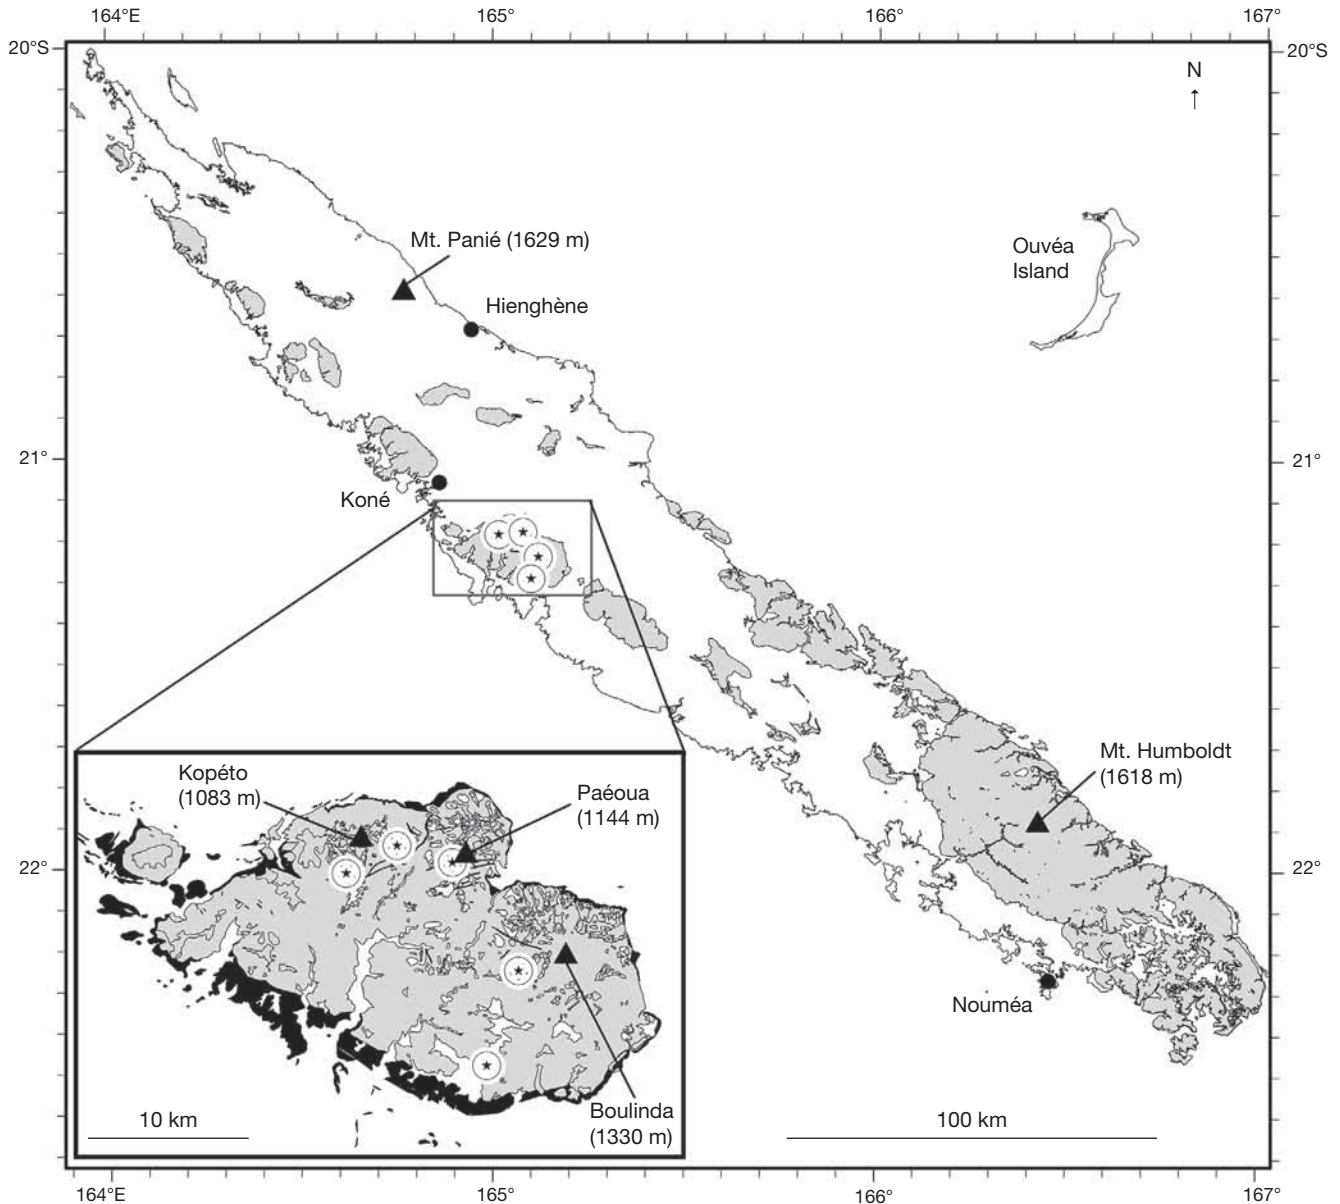 164°E 165° 166° 167°
20°S 20°S
N
↑
Mt. Panié (1629 m)
Ouvéa
Island
Hienghène
21° 21°
Koné
Mt. Humboldt
(1618 m)
Kopéto
(1083 m)
Paéoua
(1144 m)
22° 22°
Nouméa
Boulinda
(1330 m)
10 km
100 km
164°E 165° 166° 167°